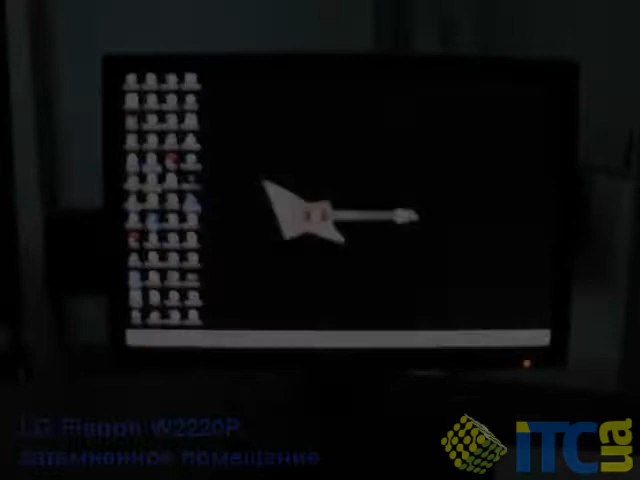 LG Flatron W2220P
затемненное помещение
ITC ua